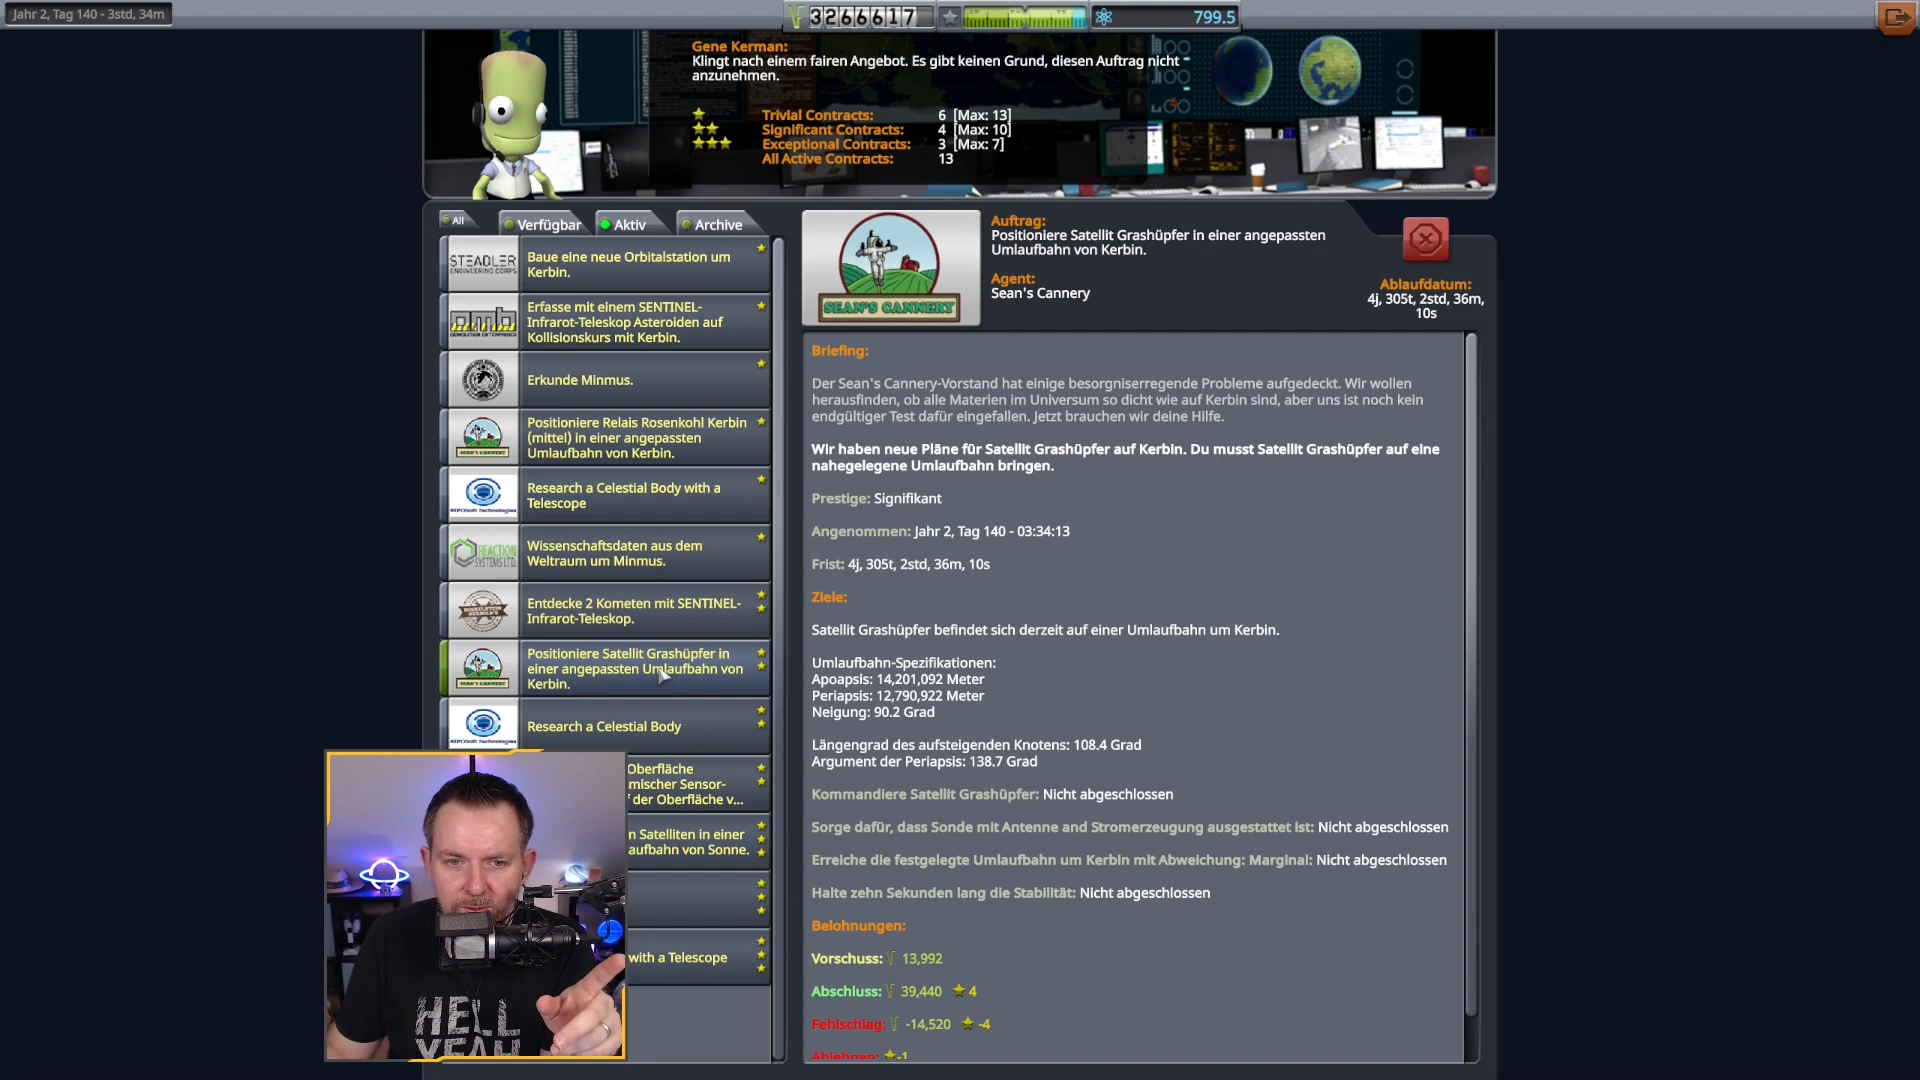 Jahr 2, Tag 140 - 3std, 34m
3266617
799.5
Gene Kerman:
Klingt nach einem fairen Angebot. Es gibt keinen Grund, diesen Auftrag nicht
anzunehmen.
Trivial Contracts: 6 [Max: 13]
Significant Contracts: 4 [Max: 10]
Exceptional Contracts: 3 [Max: 7]
All Active Contracts: 13
All
Verfügbar
Aktiv
Archive
STEADLER
ENGINEERING CORPS
Baue eine neue Orbitalstation um
Kerbin.
Erfasse mit einem SENTINEL-
Infrarot-Teleskop Asteroiden auf
Kollisionskurs mit Kerbin.
Erkunde Minmus.
Positioniere Relais Rosenkohl Kerbin
(mittel) in einer angepassten
Umlaufbahn von Kerbin.
Research a Celestial Body with a
Telescope
REACTION
SYSTEMS LTD.
Wissenschaftsdaten aus dem
Weltraum um Minmus.
Entdecke 2 Kometen mit SENTINEL-
Infrarot-Teleskop.
Positioniere Satellit Grashüpfer in
einer angepassten Umlaufbahn von
Kerbin.
Research a Celestial Body
Oberfläche
mischer Sensor-
f der Oberfläche v...
n Satelliten in einer
aufbahn von Sonne.
with a Telescope
HELL
YEAH
SEAN'S CANNERY
Auftrag:
Positioniere Satellit Grashüpfer in einer angepassten
Umlaufbahn von Kerbin.
Agent:
Sean's Cannery
Ablaufdatum:
4j, 305t, 2std, 36m,
10s
Briefing:
Der Sean's Cannery-Vorstand hat einige besorgniserregende Probleme aufgedeckt. Wir wollen
herausfinden, ob alle Materien im Universum so dicht wie auf Kerbin sind, aber uns ist noch kein
endgültiger Test dafür eingefallen. Jetzt brauchen wir deine Hilfe.
Wir haben neue Pläne für Satellit Grashüpfer auf Kerbin. Du musst Satellit Grashüpfer auf eine
nahegelegene Umlaufbahn bringen.
Prestige: Signifikant
Angenommen: Jahr 2, Tag 140 - 03:34:13
Frist: 4j, 305t, 2std, 36m, 10s
Ziele:
Satellit Grashüpfer befindet sich derzeit auf einer Umlaufbahn um Kerbin.
Umlaufbahn-Spezifikationen:
Apoapsis: 14,201,092 Meter
Periapsis: 12,790,922 Meter
Neigung: 90.2 Grad
Längengrad des aufsteigenden Knotens: 108.4 Grad
Argument der Periapsis: 138.7 Grad
Kommandiere Satellit Grashüpfer: Nicht abgeschlossen
Sorge dafür, dass Sonde mit Antenne and Stromerzeugung ausgestattet ist: Nicht abgeschlossen
Erreiche die festgelegte Umlaufbahn um Kerbin mit Abweichung: Marginal: Nicht abgeschlossen
Halte zehn Sekunden lang die Stabilität: Nicht abgeschlossen
Belohnungen:
Vorschuss: 13,992
Abschluss: 39,440 4
Fehlschlag: -14,520 -4
Ablehnen: -1